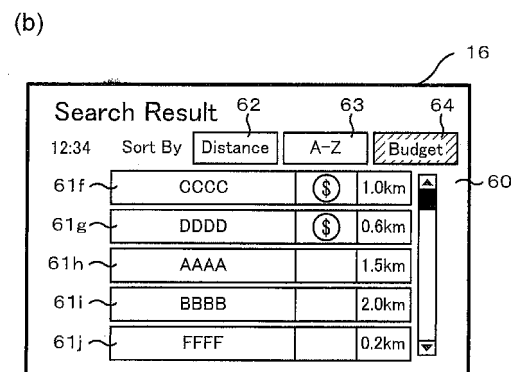 (b)
16
Search Result 62 63 64
12:34 Sort By Distance A-Z Budget
60
61f CCCC $ 1.0km
61g DDDD $ 0.6km
61h AAAA 1.5km
61i BBBB 2.0km
61j FFFF 0.2km